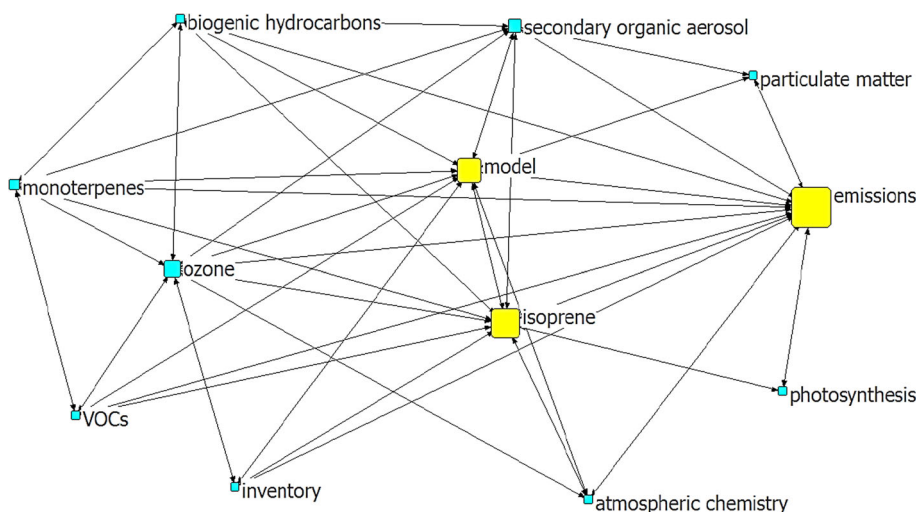 biogenic hydrocarbons
secondary organic aerosol
particulate matter
model
monoterpenes
emissions
ozone
isoprene
photosynthesis
VOCs
inventory
atmospheric chemistry